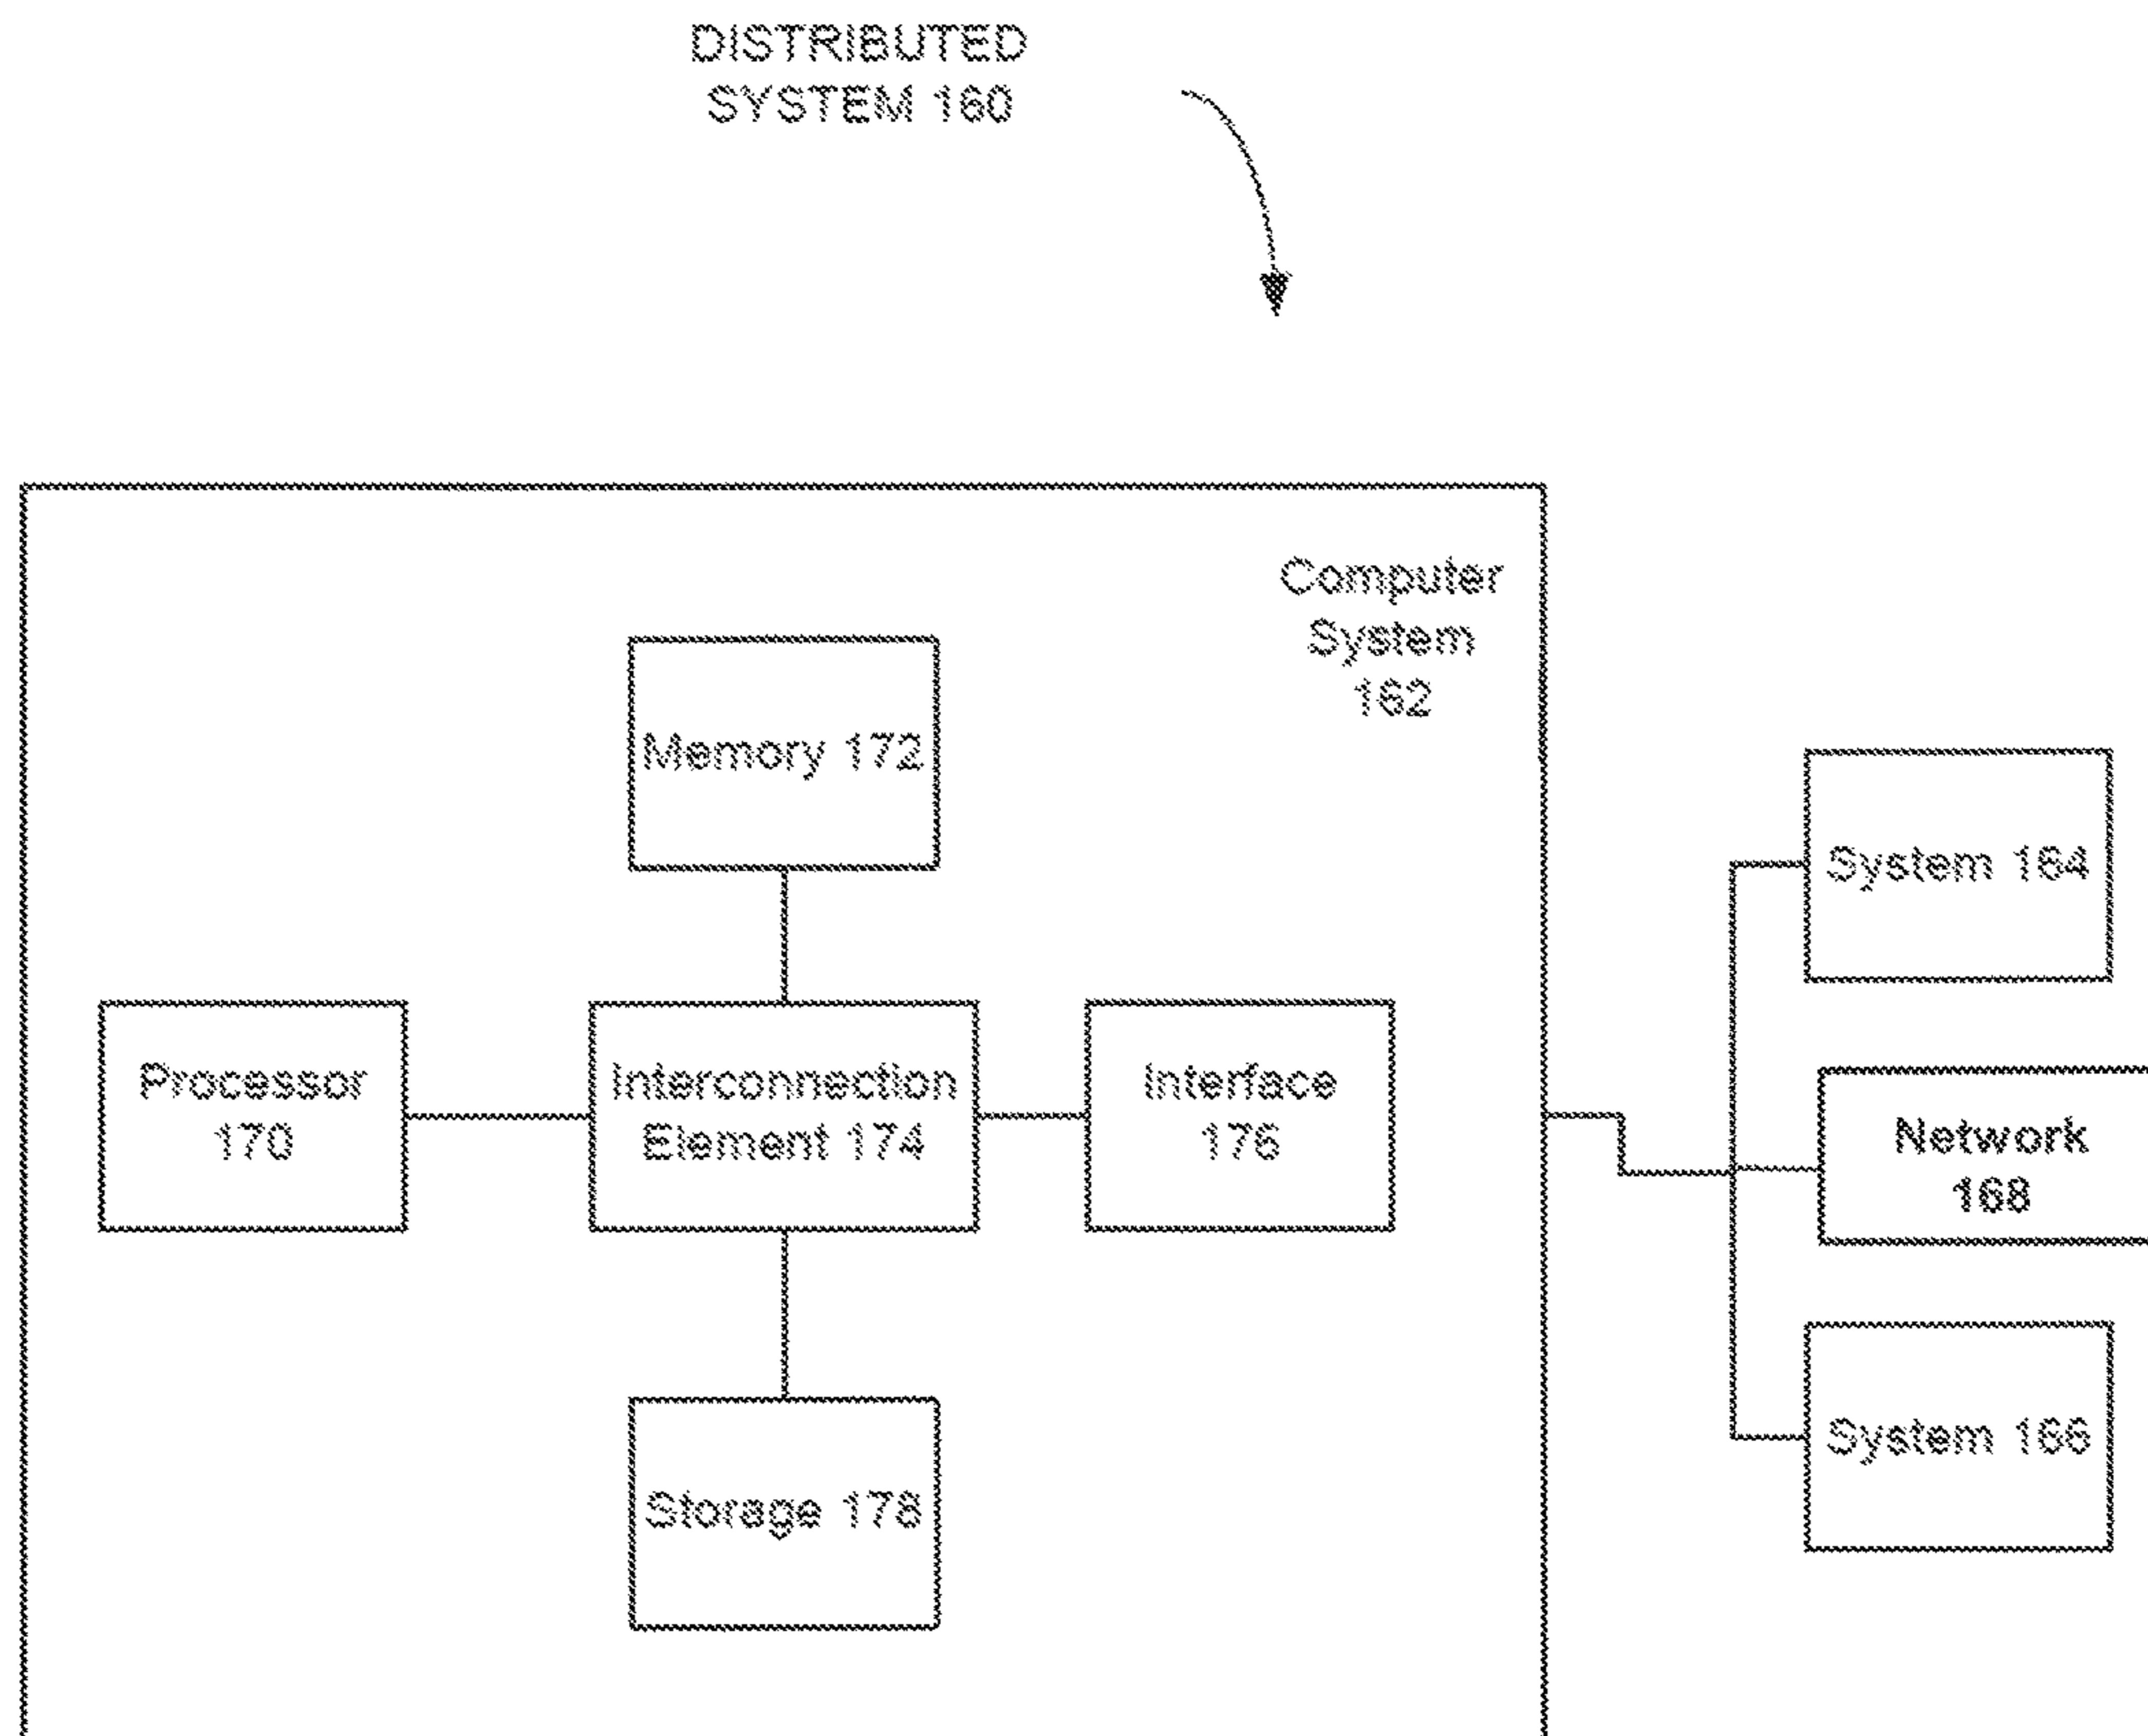 DISTRIBUTED
SYSTEM 160
Computer
System
162
Memory 172
System 164
Processor
170
Interconnection
Element 174
Interface
176
Network
168
System 166
Storage 178